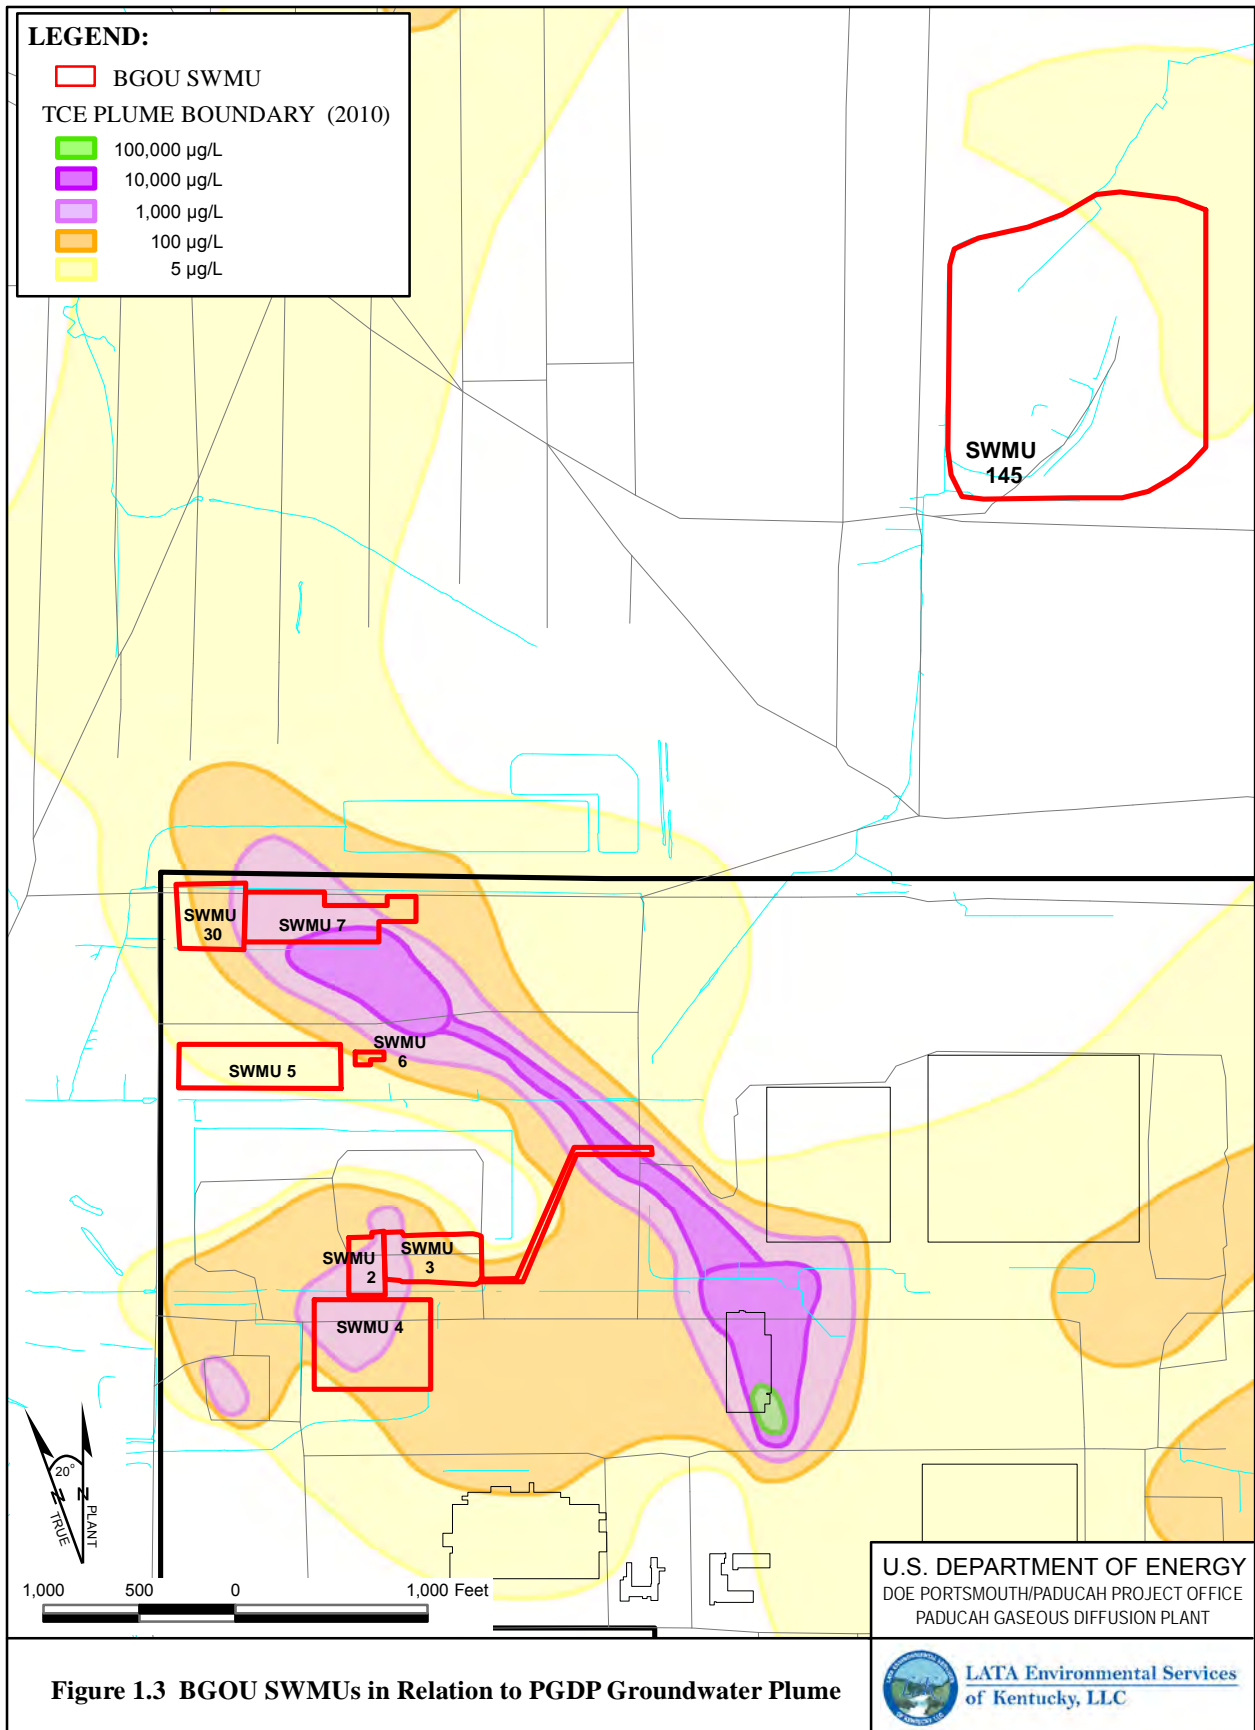 LEGEND:
BGOU SWMU
TCE PLUME BOUNDARY (2010)
100,000 µg/L
10,000 µg/L
1,000 µg/L
100 µg/L
5 µg/L
SWMU
145
SWMU
30
SWMU 7
SWMU
6
SWMU 5
SWMU
2
SWMU
3
SWMU 4
20°
N
TRUE
N
PLANT
1,000 500 0 1,000 Feet
U.S. DEPARTMENT OF ENERGY
DOE PORTSMOUTH/PADUCAH PROJECT OFFICE
PADUCAH GASEOUS DIFFUSION PLANT
Figure 1.3 BGOU SWMUs in Relation to PGDP Groundwater Plume
LATA Environmental Services
of Kentucky, LLC